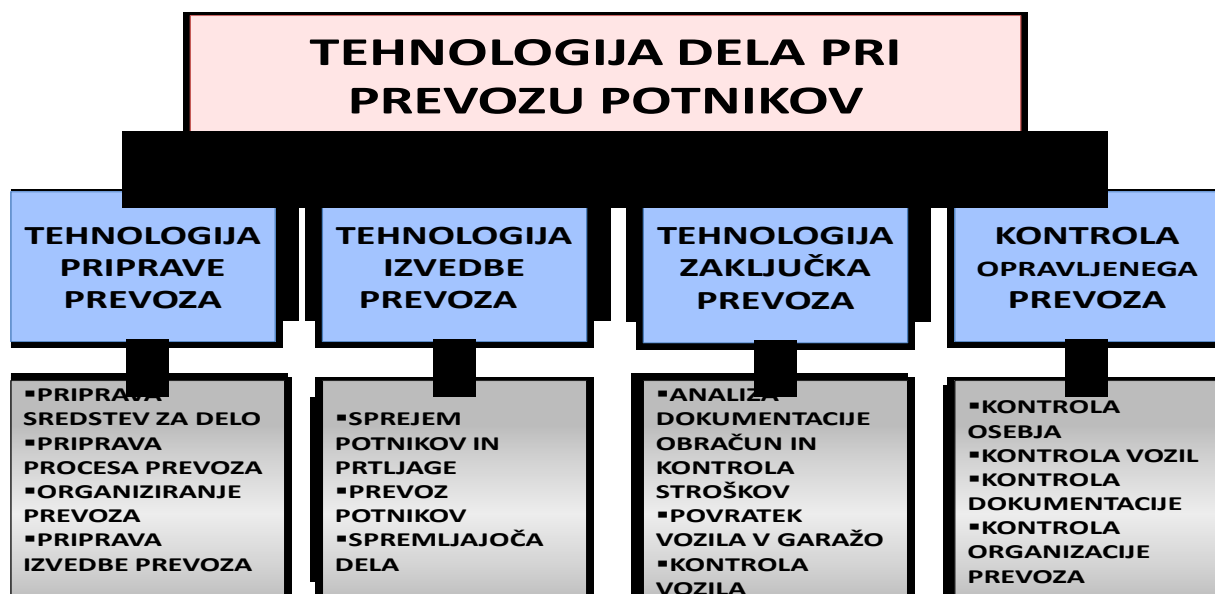 TEHNOLOGIJA DELA PRI
PREVOZU POTNIKOV
TEHNOLOGIJA
PRIPRAVE
PREVOZA
TEHNOLOGIJA
IZVEDBE
PREVOZA
TEHNOLOGIJA
ZAKLJUČKA
PREVOZA
KONTROLA
OPRAVLJENEGA
PREVOZA
▪PRIPRAVA
SREDSTEV ZA DELO
▪PRIPRAVA
PROCESA PREVOZA
▪ORGANIZIRANJE
PREVOZA
▪PRIPRAVA
IZVEDBE PREVOZA
▪SPREJEM
POTNIKOV IN
PRTLJAGE
▪PREVOZ
POTNIKOV
▪SPREMLJAJOČA
DELA
▪ANALIZA
DOKUMENTACIJE
OBRAČUN IN
KONTROLA
STROŠKOV
▪POVRATEK
VOZILA V GARAŽO
▪KONTROLA
VOZILA
▪KONTROLA
OSEBJA
▪KONTROLA VOZIL
▪KONTROLA
DOKUMENTACIJE
▪KONTROLA
ORGANIZACIJE
PREVOZA